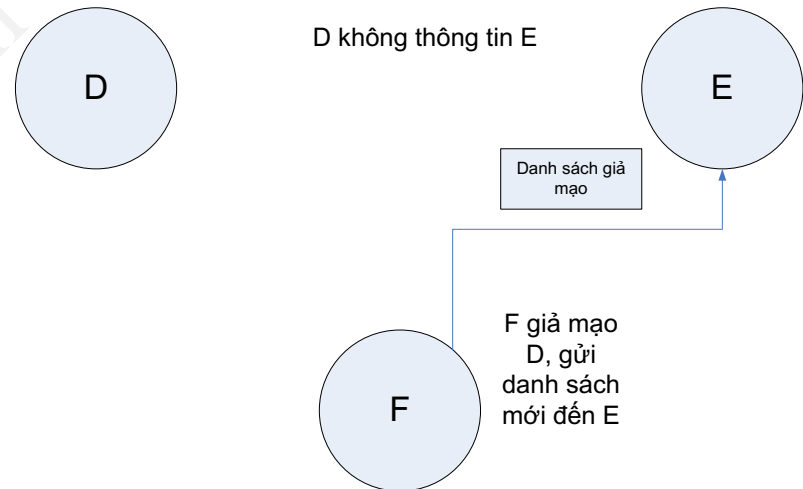 D
D không thông tin E
E
Danh sách giả
mạo
F giả mạo
D, gửi
danh sách
mới đến E
F